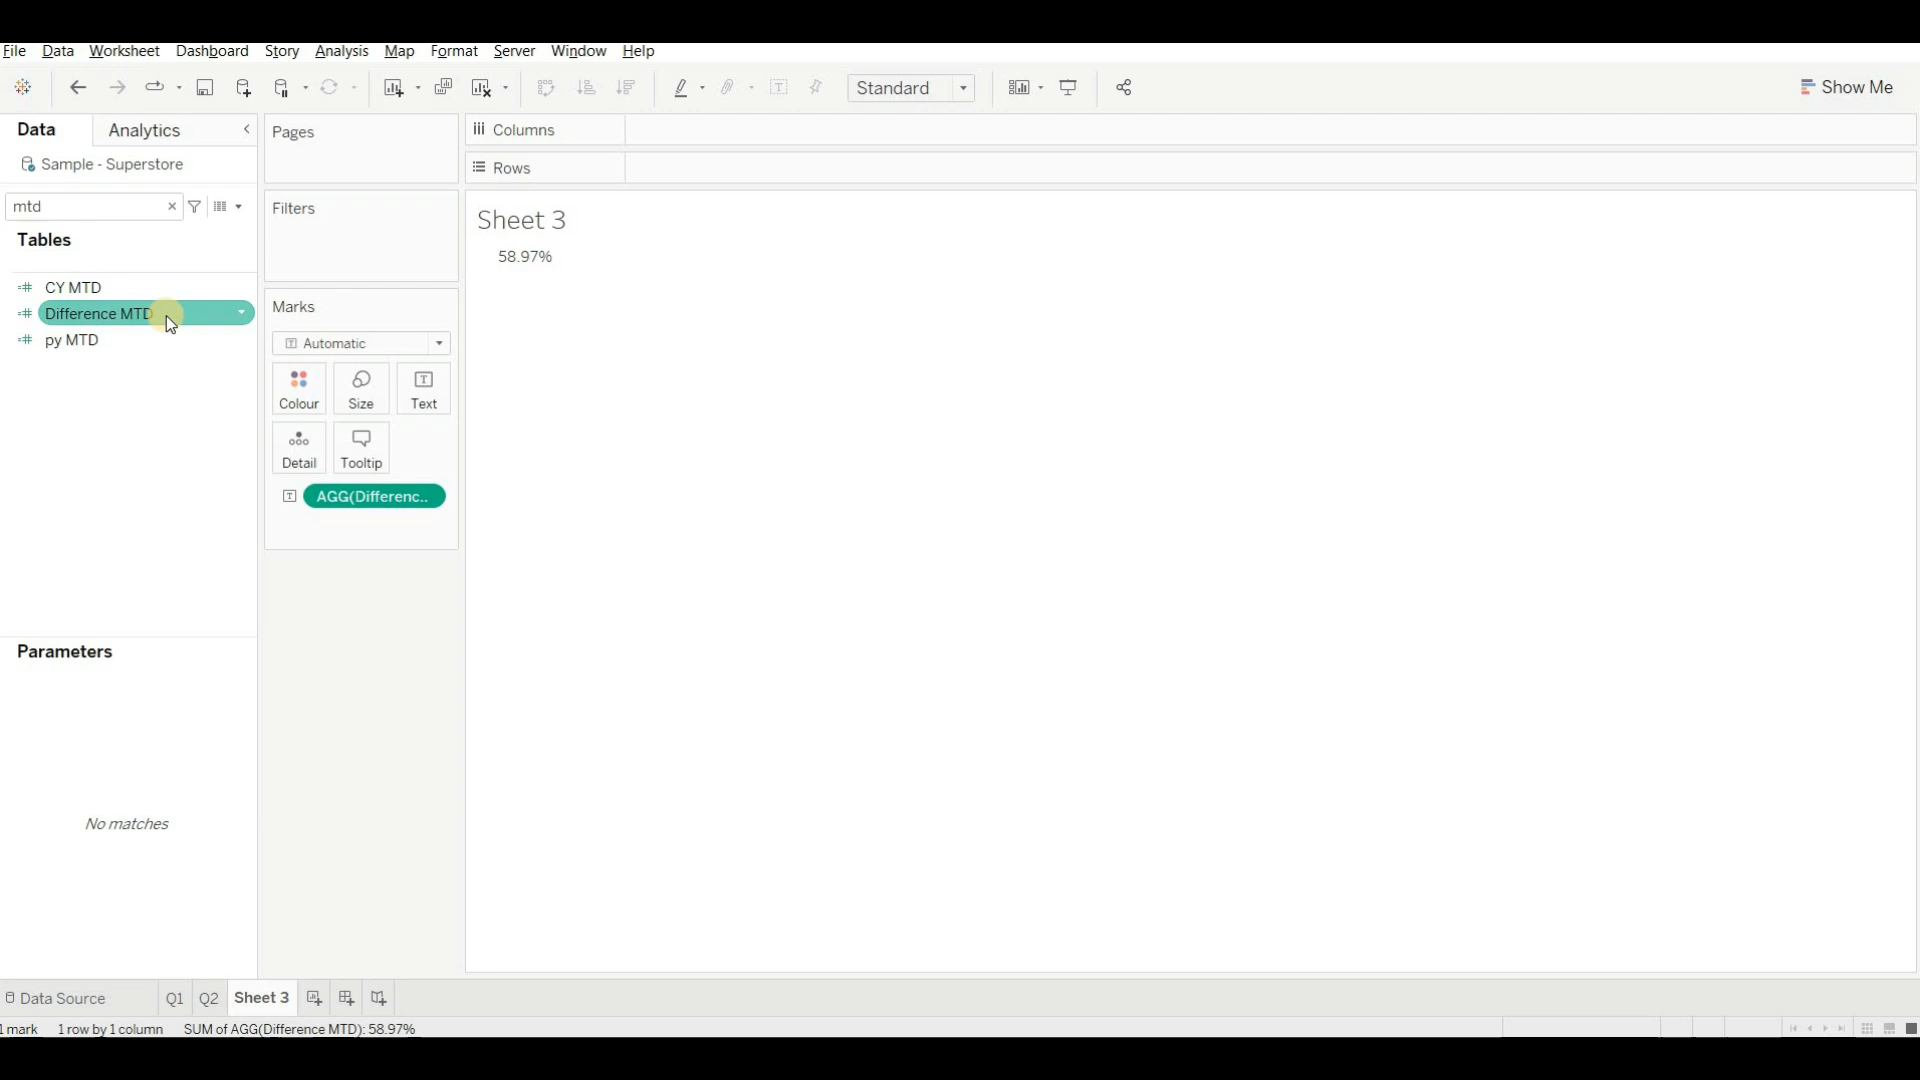 File Data Worksheet Dashboard Story Analysis Map Format Server Window Help
Standard
Show Me
Data Analytics
Sample - Superstore
mtd
Tables
CY MTD
Difference MTD
py MTD
Parameters
No matches
Pages
Filters
Marks
Automatic
Colour Size Text
Detail Tooltip
AGG(Differenc..
Columns
Rows
Sheet 3
58.97%
Data Source Q1 Q2 Sheet 3
1 mark 1 row by 1 column SUM of AGG(Difference MTD): 58.97%